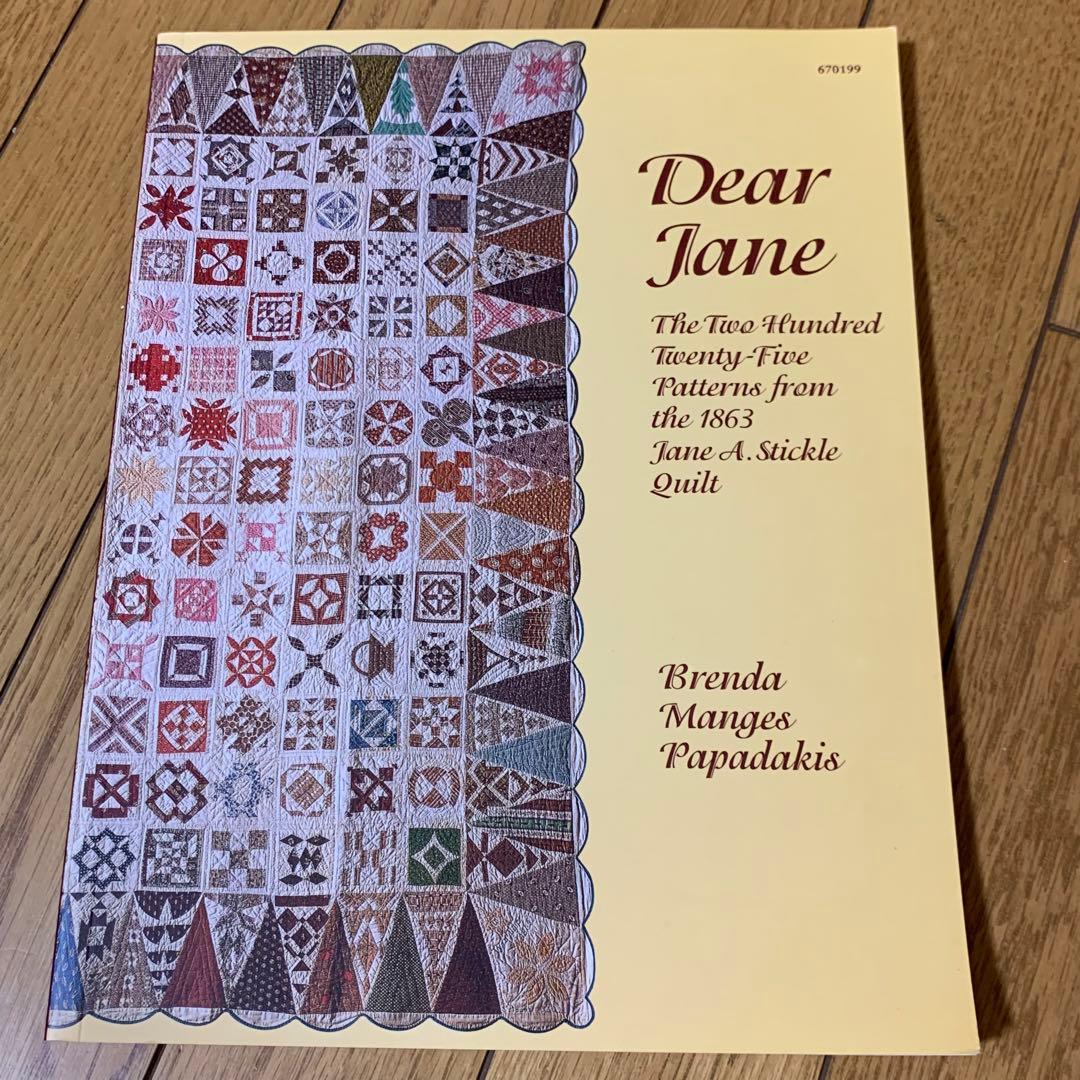 670199
Dear
Jane
The Two Hundred
Twenty-Five
Patterns from
the 1863
Jane A. Stickle
Quilt
Brenda
Manges
Papadakis